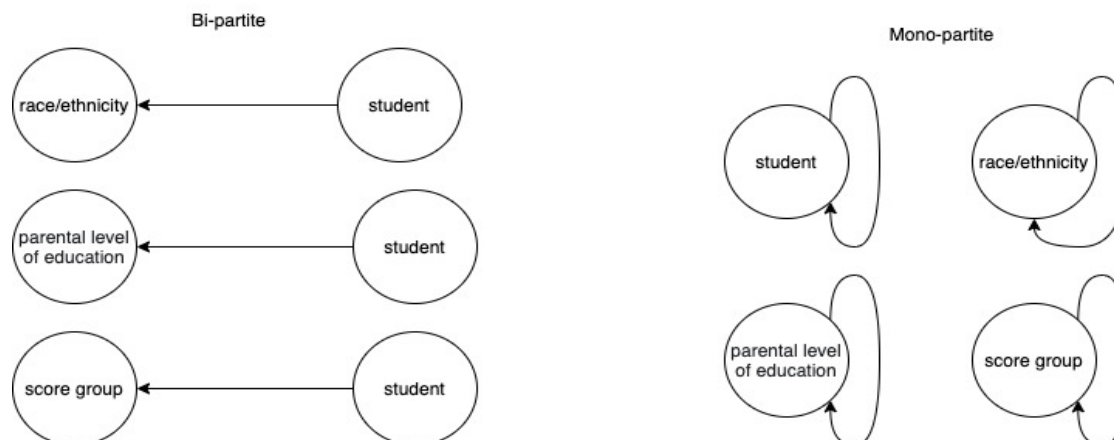 Bi-partite
race/ethnicity
student
parental level
of education
student
score group
student
Mono-partite
student
race/ethnicity
parental level
of education
score group